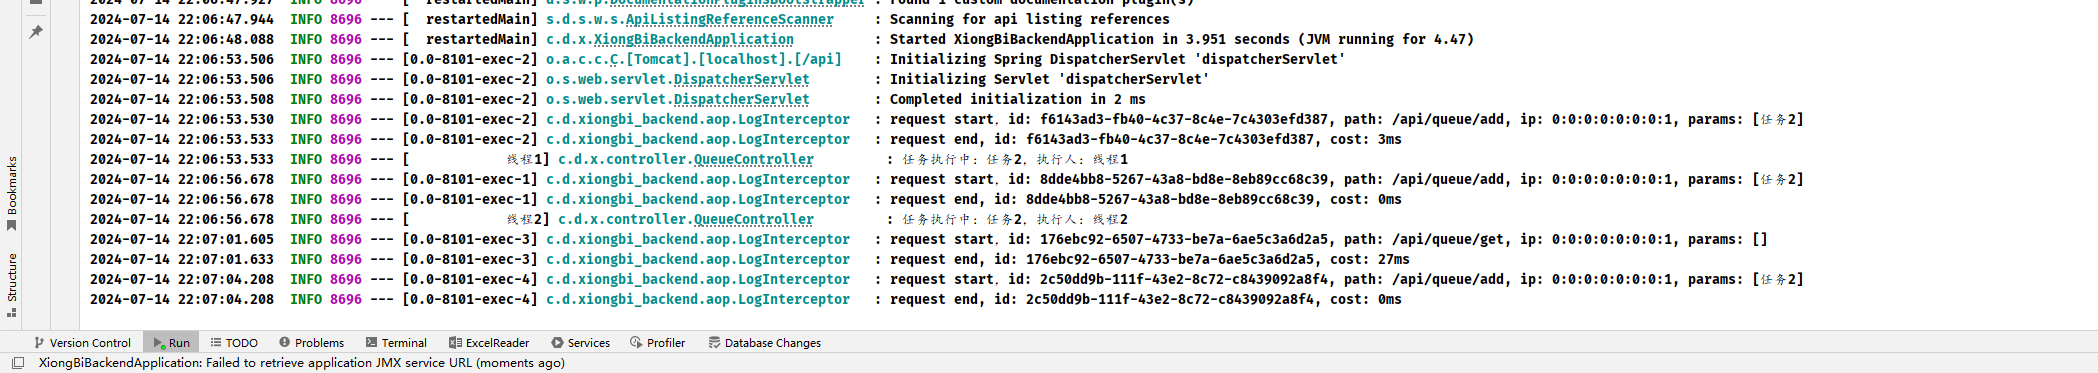 2024-07-14 22:06:47.927  INFO 8696 --- [  restartedMain] d.s.w.p.DocumentationPluginsBootstrapper : Found 1 custom documentation plugin(s)
2024-07-14 22:06:47.944  INFO 8696 --- [  restartedMain] s.d.s.w.s.ApiListingReferenceScanner     : Scanning for api listing references
2024-07-14 22:06:48.088  INFO 8696 --- [  restartedMain] c.d.x.XiongBiBackendApplication          : Started XiongBiBackendApplication in 3.951 seconds (JVM running for 4.47)
2024-07-14 22:06:53.506  INFO 8696 --- [0.0-8101-exec-2] o.a.c.c.C.[Tomcat].[localhost].[/api]    : Initializing Spring DispatcherServlet 'dispatcherServlet'
2024-07-14 22:06:53.506  INFO 8696 --- [0.0-8101-exec-2] o.s.web.servlet.DispatcherServlet        : Initializing Servlet 'dispatcherServlet'
2024-07-14 22:06:53.508  INFO 8696 --- [0.0-8101-exec-2] o.s.web.servlet.DispatcherServlet        : Completed initialization in 2 ms
2024-07-14 22:06:53.530  INFO 8696 --- [0.0-8101-exec-2] c.d.xiongbi_backend.aop.LogInterceptor   : request start，id: f6143ad3-fb40-4c37-8c4e-7c4303efd387, path: /api/queue/add, ip: 0:0:0:0:0:0:0:1, params: [任务2]
2024-07-14 22:06:53.533  INFO 8696 --- [0.0-8101-exec-2] c.d.xiongbi_backend.aop.LogInterceptor   : request end, id: f6143ad3-fb40-4c37-8c4e-7c4303efd387, cost: 3ms
2024-07-14 22:06:53.533  INFO 8696 --- [            线程1] c.d.x.controller.QueueController         : 任务执行中：任务2，执行人：线程1
2024-07-14 22:06:56.678  INFO 8696 --- [0.0-8101-exec-1] c.d.xiongbi_backend.aop.LogInterceptor   : request start，id: 8dde4bb8-5267-43a8-bd8e-8eb89cc68c39, path: /api/queue/add, ip: 0:0:0:0:0:0:0:1, params: [任务2]
2024-07-14 22:06:56.678  INFO 8696 --- [0.0-8101-exec-1] c.d.xiongbi_backend.aop.LogInterceptor   : request end, id: 8dde4bb8-5267-43a8-bd8e-8eb89cc68c39, cost: 0ms
2024-07-14 22:06:56.678  INFO 8696 --- [            线程2] c.d.x.controller.QueueController         : 任务执行中：任务2，执行人：线程2
2024-07-14 22:07:01.605  INFO 8696 --- [0.0-8101-exec-3] c.d.xiongbi_backend.aop.LogInterceptor   : request start，id: 176ebc92-6507-4733-be7a-6ae5c3a6d2a5, path: /api/queue/get, ip: 0:0:0:0:0:0:0:1, params: []
2024-07-14 22:07:01.633  INFO 8696 --- [0.0-8101-exec-3] c.d.xiongbi_backend.aop.LogInterceptor   : request end, id: 176ebc92-6507-4733-be7a-6ae5c3a6d2a5, cost: 27ms
2024-07-14 22:07:04.208  INFO 8696 --- [0.0-8101-exec-4] c.d.xiongbi_backend.aop.LogInterceptor   : request start，id: 2c50dd9b-111f-43e2-8c72-c8439092a8f4, path: /api/queue/add, ip: 0:0:0:0:0:0:0:1, params: [任务2]
2024-07-14 22:07:04.208  INFO 8696 --- [0.0-8101-exec-4] c.d.xiongbi_backend.aop.LogInterceptor   : request end, id: 2c50dd9b-111f-43e2-8c72-c8439092a8f4, cost: 0ms
Bookmarks
Structure
Version Control Run TODO Problems Terminal ExcelReader Services Profiler Database Changes
XiongBiBackendApplication: Failed to retrieve application JMX service URL (moments ago)